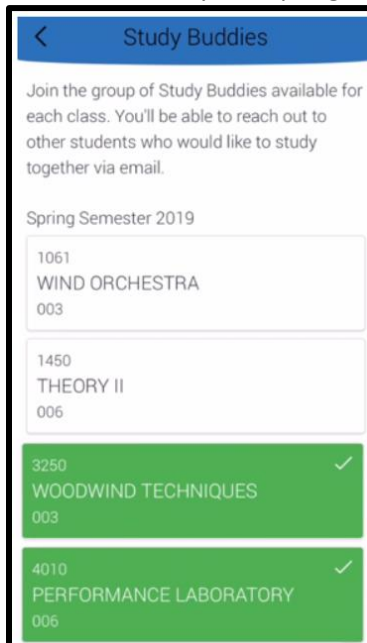 Study Buddies
Join the group of Study Buddies available for
each class. You'll be able to reach out to
other students who would like to study
together via email.
Spring Semester 2019
1061
WIND ORCHESTRA
003
1450
THEORY II
006
3250
WOODWIND TECHNIQUES
003
4010
PERFORMANCE LABORATORY
006